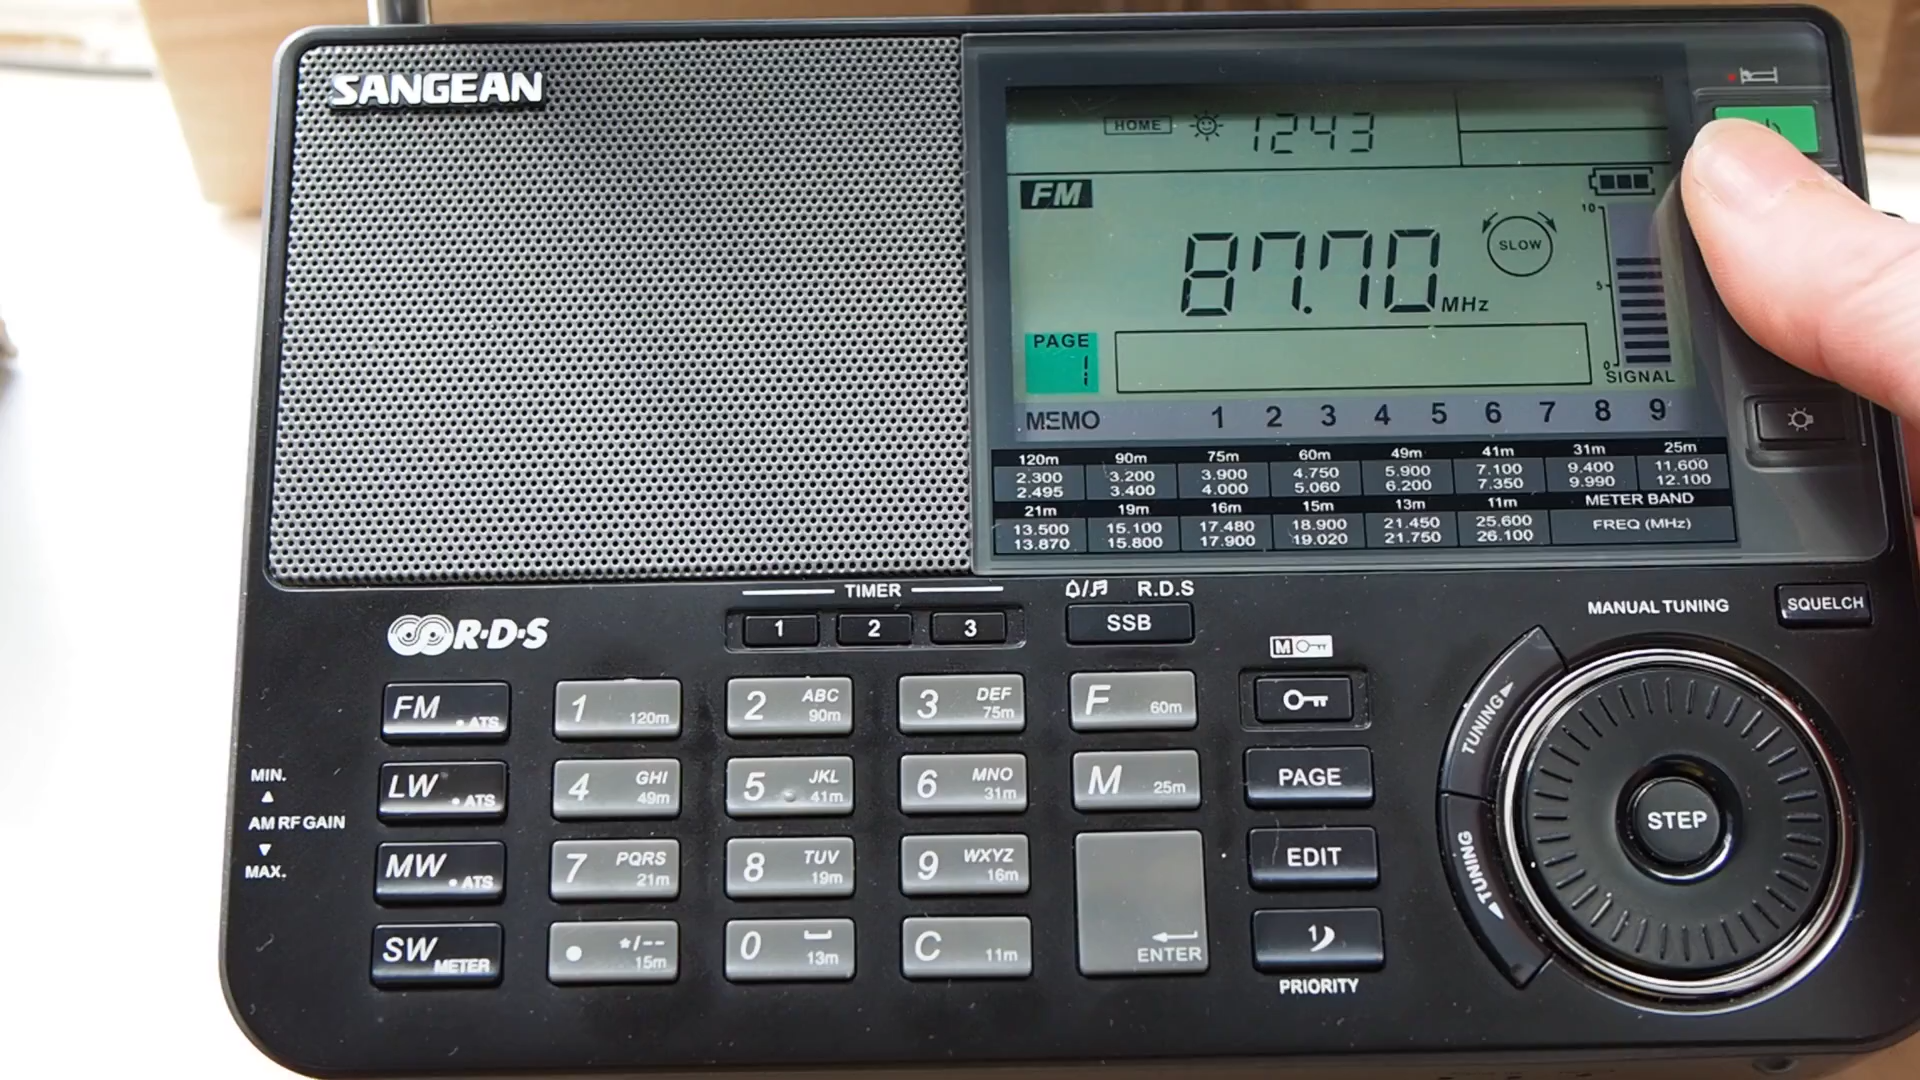 SANGEAN
HOME 1243
FM
87.70 MHz
SLOW
10
5
0
SIGNAL
PAGE
1
MEMO 1 2 3 4 5 6 7 8 9
120m 90m 75m 60m 49m 41m 31m 25m
2.300 3.200 3.900 4.750 5.900 7.100 9.400 11.600
2.495 3.400 4.000 5.060 6.200 7.350 9.990 12.100
21m 19m 16m 15m 13m 11m METER BAND
13.500 15.100 17.480 18.900 21.450 25.600 FREQ (MHz)
13.870 15.800 17.900 19.020 21.750 26.100
R·D·S
TIMER
1 2 3
R.D.S
SSB
MANUAL TUNING
SQUELCH
M
FM •ATS
1 120m
2 ABC 90m
3 DEF 75m
F 60m
TUNING
LW •ATS
4 GHI 49m
5 JKL 41m
6 MNO 31m
M 25m
PAGE
STEP
MIN.
AM RF GAIN
MAX.
MW •ATS
7 PQRS 21m
8 TUV 19m
9 WXYZ 16m
ENTER
EDIT
TUNING
SW METER
• */-- 15m
0 13m
C 11m
PRIORITY